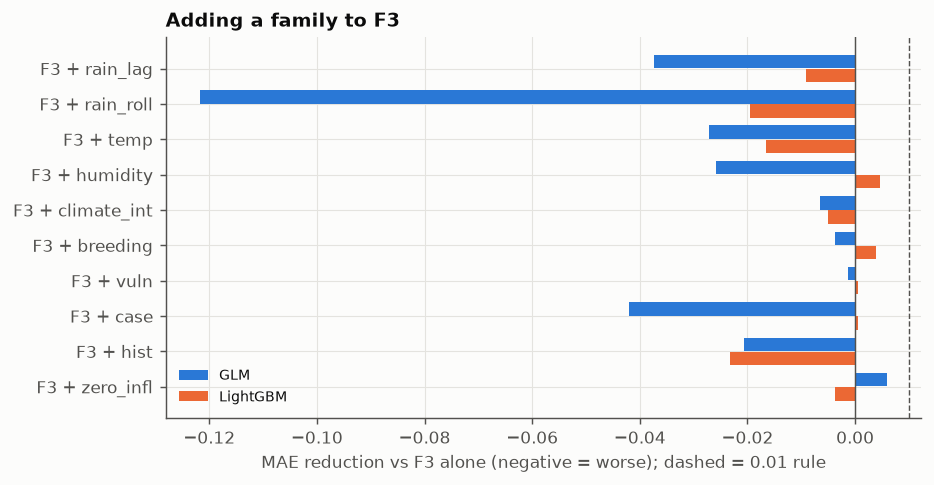 Adding a family to F3
F3 + rain_lag
F3 + rain_roll
F3 + temp
F3 + humidity
F3 + climate_int
F3 + breeding
F3 + vuln
F3 + case
F3 + hist
F3 + zero_infl
GLM
LightGBM
−0.12 −0.10 −0.08 −0.06 −0.04 −0.02 0.00
MAE reduction vs F3 alone (negative = worse); dashed = 0.01 rule